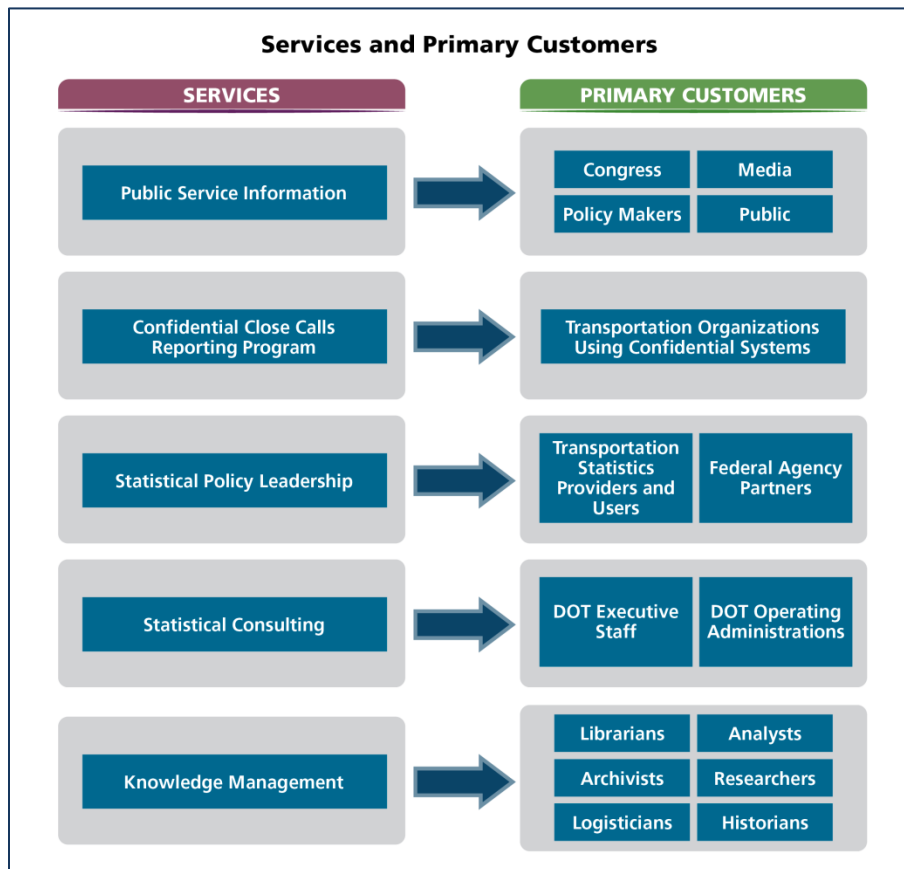 Services and Primary Customers
SERVICES
PRIMARY CUSTOMERS
Public Service Information
Congress
Media
Policy Makers
Public
Confidential Close Calls
Reporting Program
Transportation Organizations
Using Confidential Systems
Statistical Policy Leadership
Transportation
Statistics
Providers and
Users
Federal Agency
Partners
Statistical Consulting
DOT Executive
Staff
DOT Operating
Administrations
Knowledge Management
Librarians
Analysts
Archivists
Researchers
Logisticians
Historians